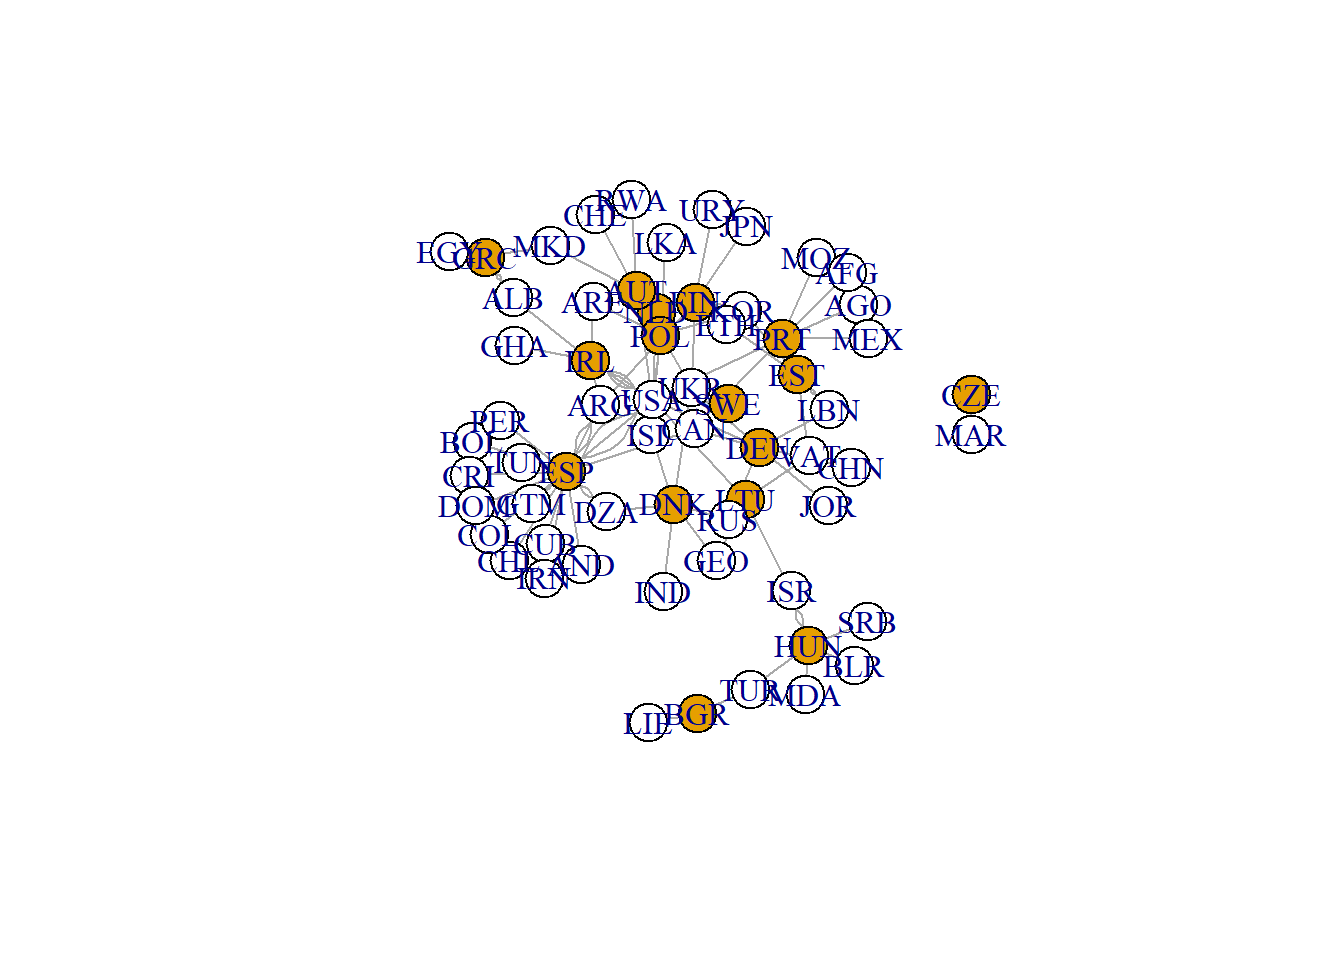 RWA
CHE
URY
JPN
LKA
EGY
GRC
MKD
MOZ
AFG
ALB
ARE
AUT
NLD
FIN
KOR
ETH
AGO
GHA
POL
PRT
MEX
IRL
EST
UKR
CZE
ARG
USA
SWE
LBN
PER
ISL
CAN
MAR
BOL
TUN
DEU
VAT
CHN
CRI
ESP
DOM
GTM
DZA
DNK
LTU
RUS
JOR
COL
CUB
CHL
IRN
AND
GEO
IND
ISR
SRB
HUN
BLR
TUR
MDA
LIE
BGR